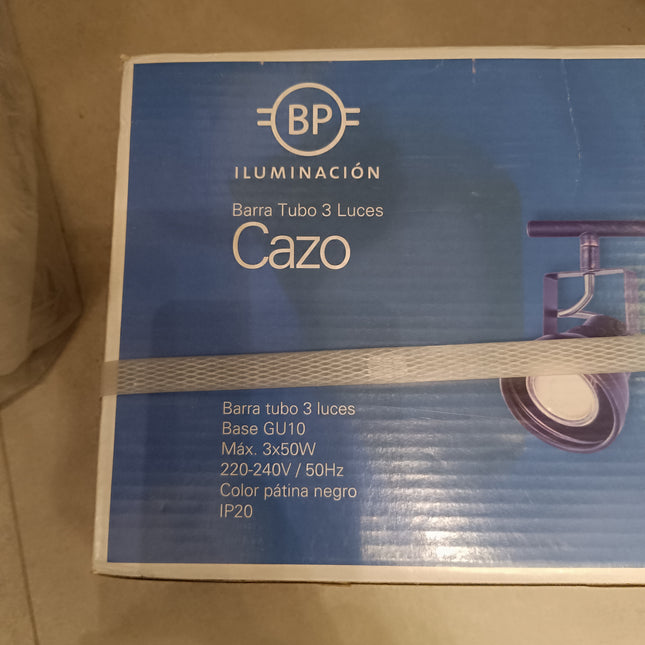 BP
ILUMINACIÓN
Barra Tubo 3 Luces
Cazo
Barra tubo 3 luces
Base GU10
Máx. 3x50W
220-240V / 50Hz
Color pátina negro
IP20